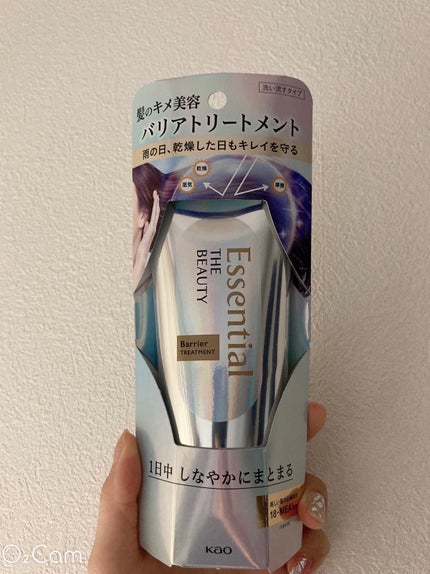 洗い流すタイプ
髪のキメ美容
バリアトリートメント
雨の日、乾燥した日もキレイを守る
乾燥
湿気
摩擦
Essential
THE
BEAUTY
Barrier
TREATMENT
1日中 しなやかにまとまる
18-MEA
Kao
O2Cam